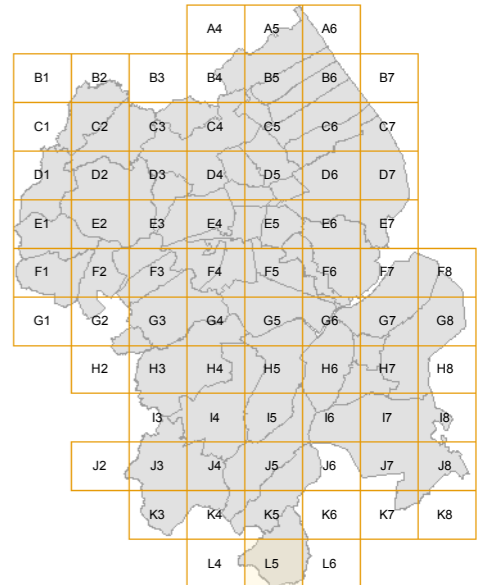 A4 A5 A6
B1 B2 B3 B4 B5 B6 B7
C1 C2 C3 C4 C5 C6 C7
D1 D2 D3 D4 D5 D6 D7
E1 E2 E3 E4 E5 E6 E7
F1 F2 F3 F4 F5 F6 F7 F8
G1 G2 G3 G4 G5 G6 G7 G8
H2 H3 H4 H5 H6 H7 H8
I3 I4 I5 I6 I7 I8
J2 J3 J4 J5 J6 J7 J8
K3 K4 K5 K6 K7 K8
L4 L5 L6